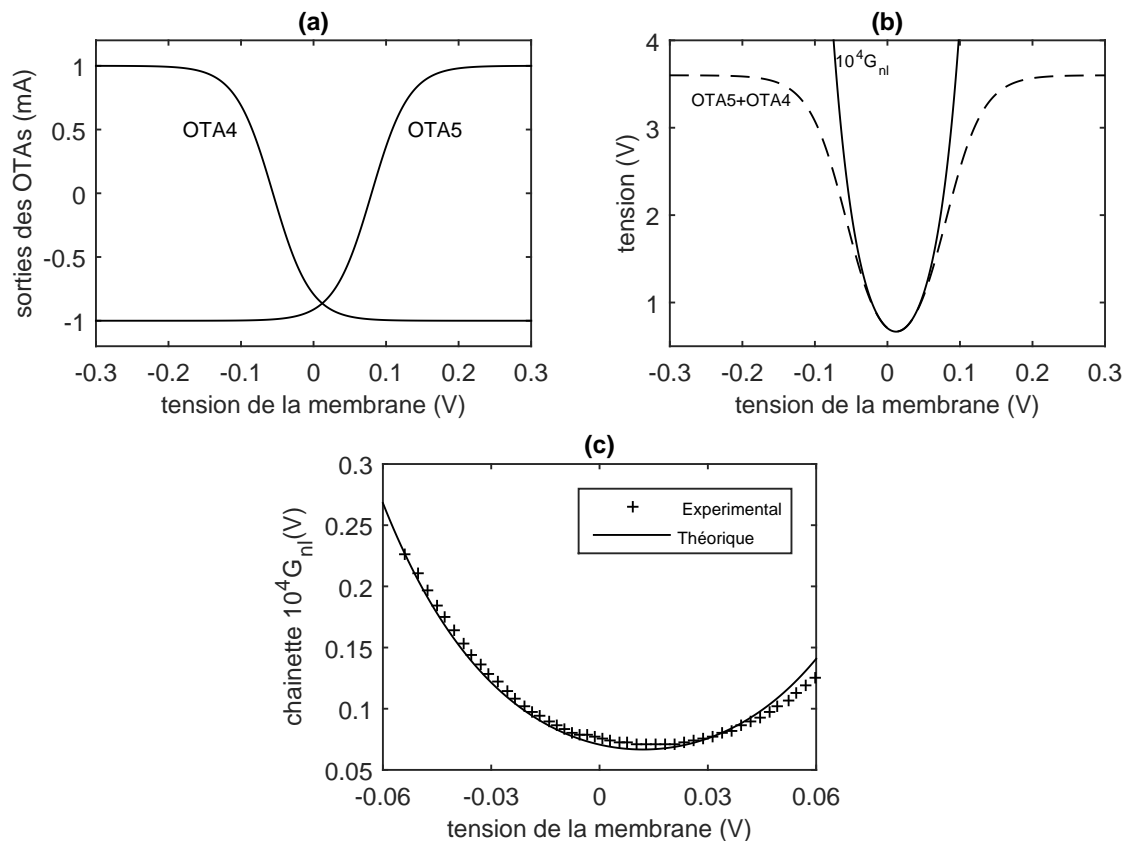 (a)
sorties des OTAs (mA)
1
0.5
0
-0.5
-1
OTA4
OTA5
-0.3 -0.2 -0.1 0 0.1 0.2 0.3
tension de la membrane (V)
(b)
tension (V)
4
3
2
1
10^4G_nl
OTA5+OTA4
-0.3 -0.2 -0.1 0 0.1 0.2 0.3
tension de la membrane (V)
(c)
chainette 10^4G_nl(V)
0.3
0.25
0.2
0.15
0.1
0.05
Experimental
Théorique
-0.06 -0.03 0 0.03 0.06
tension de la membrane (V)